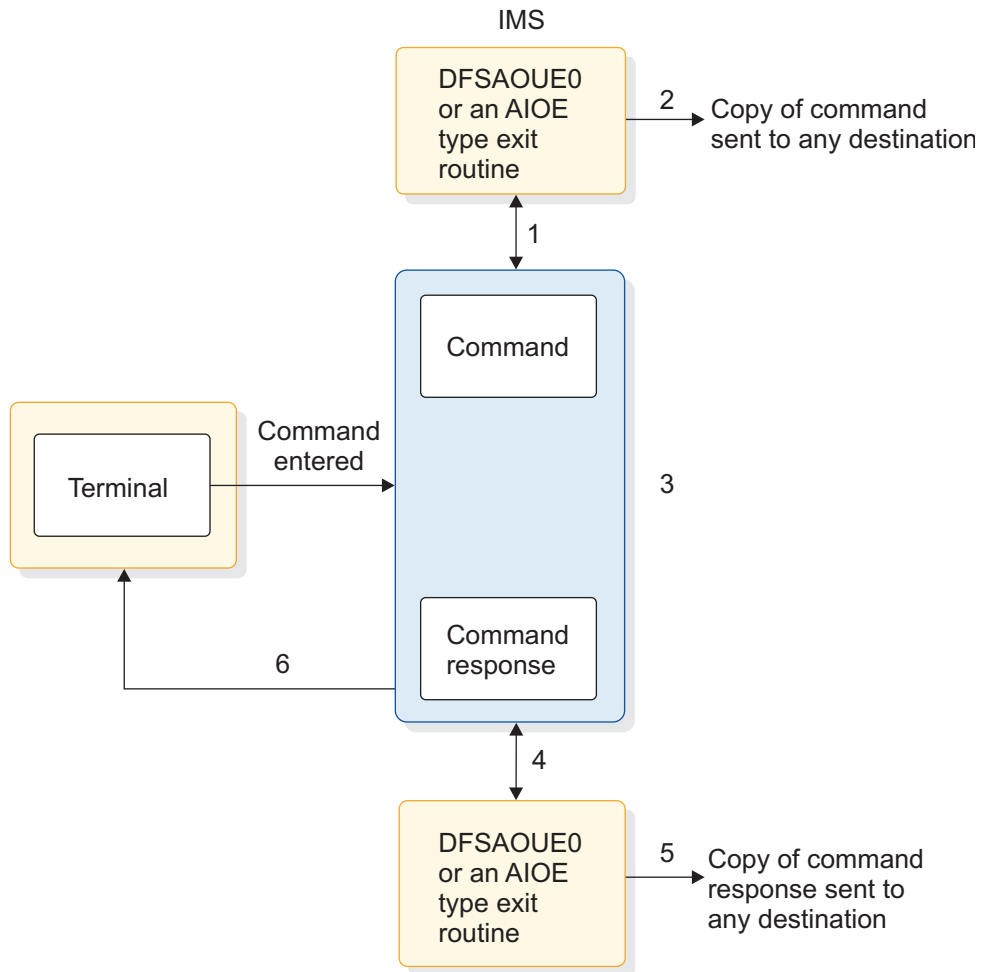 IMS
DFSAOUE0
or an AIOE
type exit
routine
2
Copy of command
sent to any destination
1
Command
Command
entered
Terminal
3
Command
response
6
4
DFSAOUE0
or an AIOE
type exit
routine
5
Copy of command
response sent to
any destination